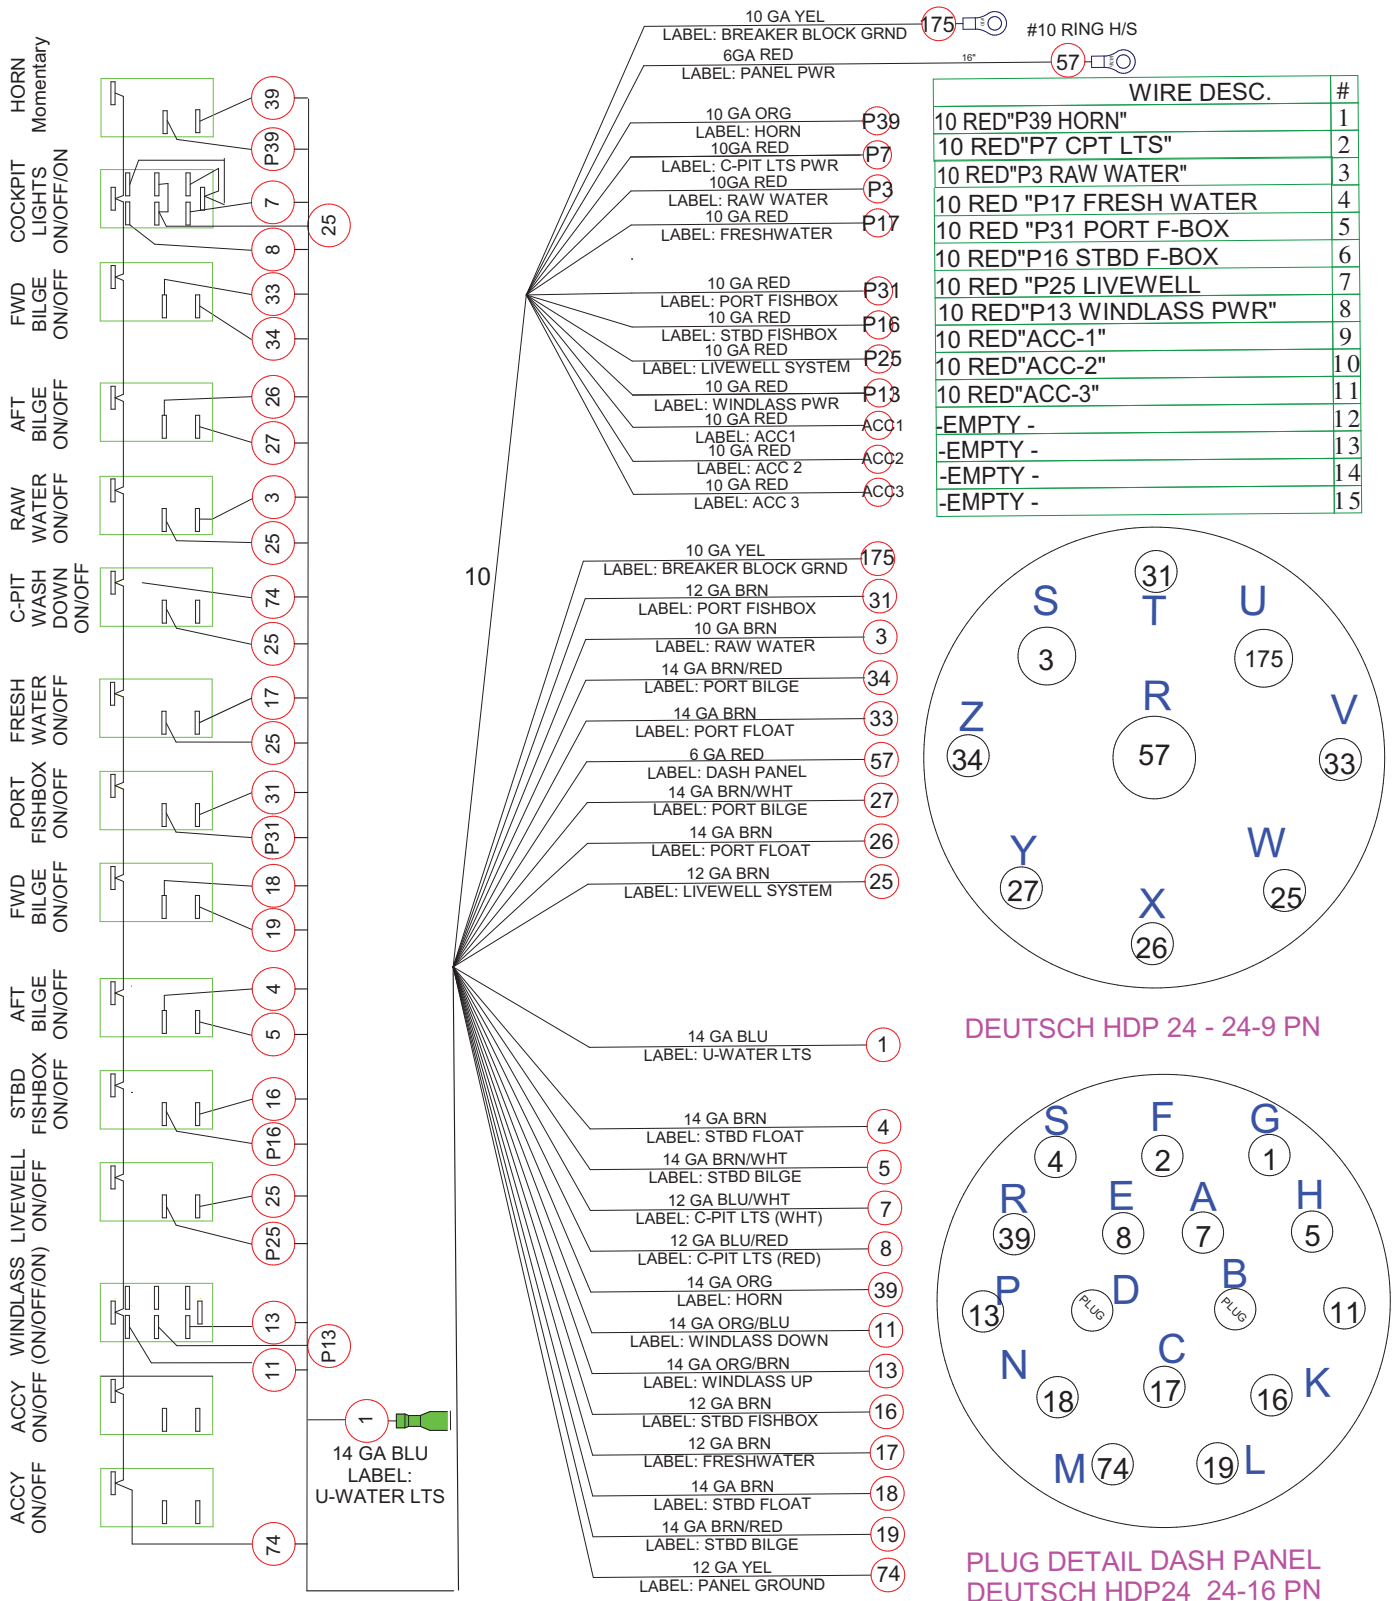 HORN
Momentary
39
P39
COCKPIT
LIGHTS
ON/OFF/ON
7
25
8
FWD
BILGE
ON/OFF
33
34
AFT
BILGE
ON/OFF
26
27
RAW
WATER
ON/OFF
3
25
C-PIT
WASH
DOWN
ON/OFF
74
25
FRESH
WATER
ON/OFF
17
25
PORT
FISHBOX
ON/OFF
31
P31
FWD
BILGE
ON/OFF
18
19
AFT
BILGE
ON/OFF
4
5
STBD
FISHBOX
ON/OFF
16
P16
LIVEWELL
ON/OFF
25
P25
WINDLASS
(ON/OFF/ON)
13
P13
11
ACCY
ON/OFF
1
14 GA BLU
LABEL:
U-WATER LTS
ACCY
ON/OFF
74
10 GA YEL
LABEL: BREAKER BLOCK GRND
175
#10 RING H/S
6GA RED
16"
LABEL: PANEL PWR
57
10 GA ORG
LABEL: HORN
P39
10GA RED
LABEL: C-PIT LTS PWR
P7
10GA RED
LABEL: RAW WATER
P3
10 GA RED
LABEL: FRESHWATER
P17
10 GA RED
LABEL: PORT FISHBOX
P31
10 GA RED
LABEL: STBD FISHBOX
P16
10 GA RED
LABEL: LIVEWELL SYSTEM
P25
10 GA RED
LABEL: WINDLASS PWR
P13
10 GA RED
LABEL: ACC1
ACC1
10 GA RED
LABEL: ACC 2
ACC2
10 GA RED
LABEL: ACC 3
ACC3
WIRE DESC. #
10 RED"P39 HORN" 1
10 RED"P7 CPT LTS" 2
10 RED"P3 RAW WATER" 3
10 RED "P17 FRESH WATER 4
10 RED "P31 PORT F-BOX 5
10 RED"P16 STBD F-BOX 6
10 RED "P25 LIVEWELL 7
10 RED"P13 WINDLASS PWR" 8
10 RED"ACC-1" 9
10 RED"ACC-2" 10
10 RED"ACC-3" 11
-EMPTY - 12
-EMPTY - 13
-EMPTY - 14
-EMPTY - 15
10
10 GA YEL
LABEL: BREAKER BLOCK GRND
175
12 GA BRN
LABEL: PORT FISHBOX
31
10 GA BRN
LABEL: RAW WATER
3
14 GA BRN/RED
LABEL: PORT BILGE
34
14 GA BRN
LABEL: PORT FLOAT
33
6 GA RED
LABEL: DASH PANEL
57
14 GA BRN/WHT
LABEL: PORT BILGE
27
14 GA BRN
LABEL: PORT FLOAT
26
12 GA BRN
LABEL: LIVEWELL SYSTEM
25
14 GA BLU
LABEL: U-WATER LTS
1
14 GA BRN
LABEL: STBD FLOAT
4
14 GA BRN/WHT
LABEL: STBD BILGE
5
12 GA BLU/WHT
LABEL: C-PIT LTS (WHT)
7
12 GA BLU/RED
LABEL: C-PIT LTS (RED)
8
14 GA ORG
LABEL: HORN
39
14 GA ORG/BLU
LABEL: WINDLASS DOWN
11
14 GA ORG/BRN
LABEL: WINDLASS UP
13
12 GA BRN
LABEL: STBD FISHBOX
16
12 GA BRN
LABEL: FRESHWATER
17
14 GA BRN
LABEL: STBD FLOAT
18
14 GA BRN/RED
LABEL: STBD BILGE
19
12 GA YEL
LABEL: PANEL GROUND
74
31
S T U
3 175
R
Z V
34 57 33
Y W
27 25
X
26
DEUTSCH HDP 24 - 24-9 PN
S F G
4 2 1
R E A H
39 8 7 5
P D B
13 PLUG PLUG 11
N C K
18 17 16
M 74 19 L
PLUG DETAIL DASH PANEL
DEUTSCH HDP24 24-16 PN